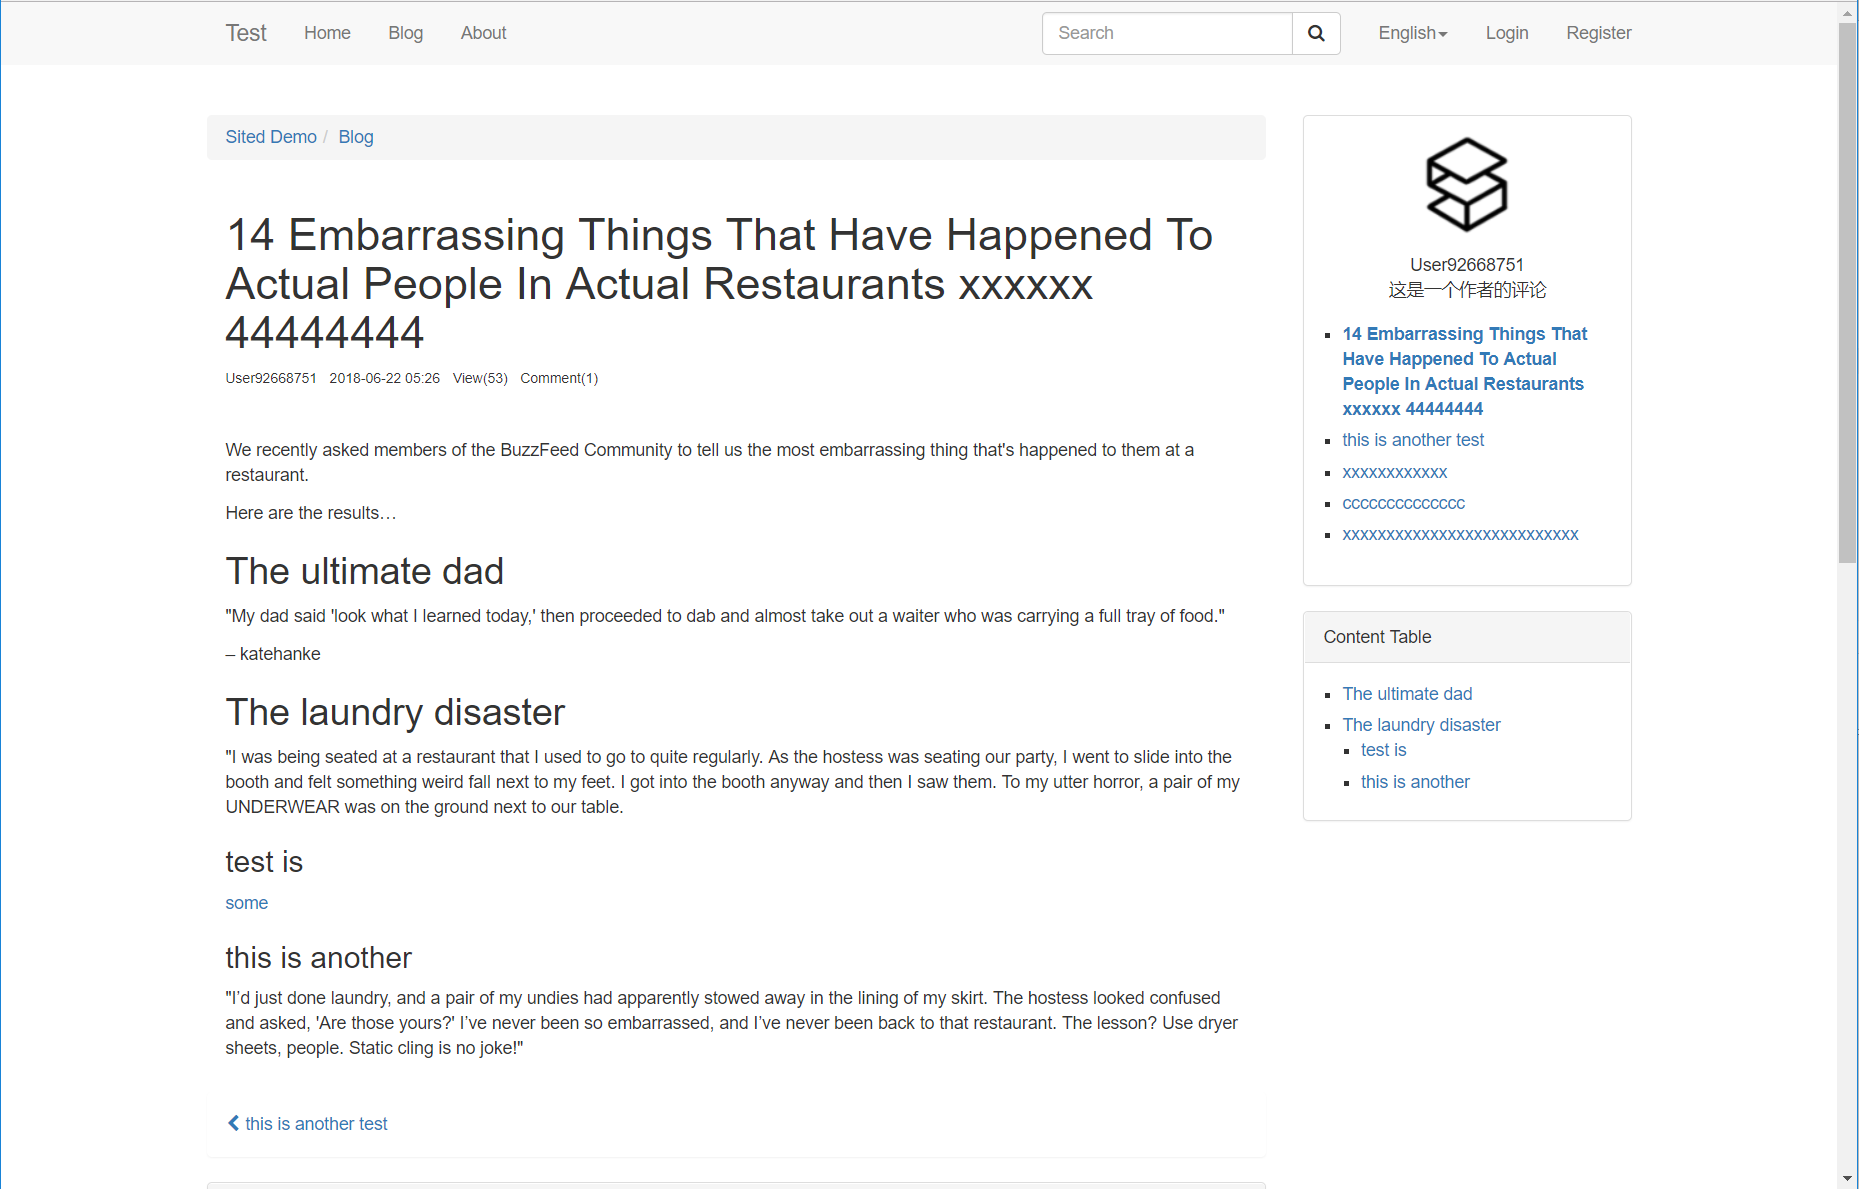 Test Home Blog About Search English Login Register
Sited Demo / Blog
14 Embarrassing Things That Have Happened To
Actual People In Actual Restaurants xxxxxx
44444444
User92668751 2018-06-22 05:26 View(53) Comment(1)
We recently asked members of the BuzzFeed Community to tell us the most embarrassing thing that's happened to them at a
restaurant.
Here are the results…
The ultimate dad
"My dad said 'look what I learned today,' then proceeded to dab and almost take out a waiter who was carrying a full tray of food."
– katehanke
The laundry disaster
"I was being seated at a restaurant that I used to go to quite regularly. As the hostess was seating our party, I went to slide into the
booth and felt something weird fall next to my feet. I got into the booth anyway and then I saw them. To my utter horror, a pair of my
UNDERWEAR was on the ground next to our table.
test is
some
this is another
"I’d just done laundry, and a pair of my undies had apparently stowed away in the lining of my skirt. The hostess looked confused
and asked, 'Are those yours?' I’ve never been so embarrassed, and I’ve never been back to that restaurant. The lesson? Use dryer
sheets, people. Static cling is no joke!"
this is another test
User92668751
这是一个作者的评论
14 Embarrassing Things That
Have Happened To Actual
People In Actual Restaurants
xxxxxx 44444444
this is another test
xxxxxxxxxxxx
cccccccccccccc
xxxxxxxxxxxxxxxxxxxxxxxxxxx
Content Table
The ultimate dad
The laundry disaster
test is
this is another